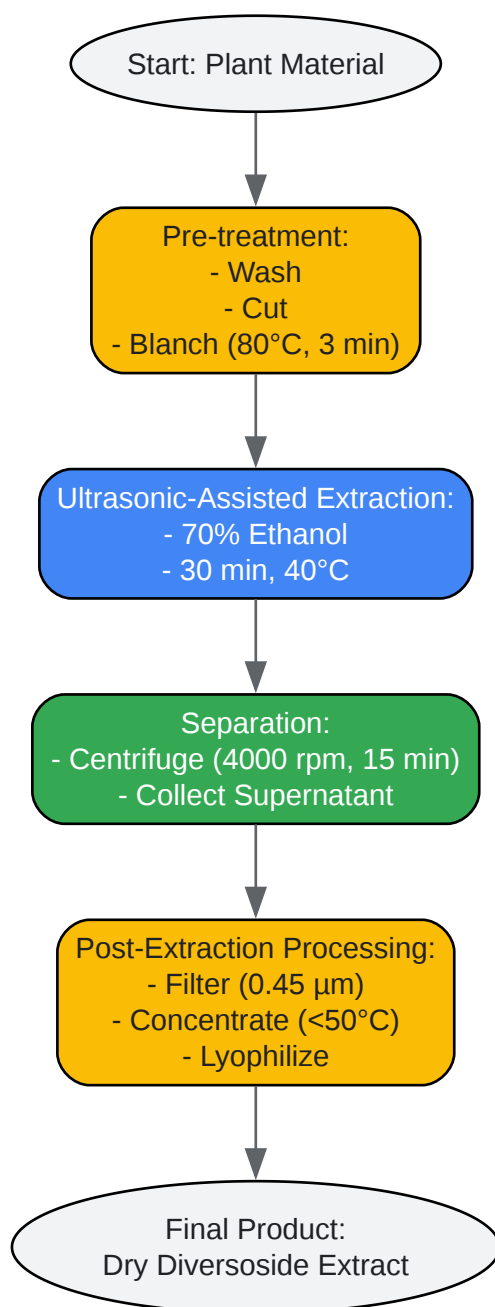 Start: Plant Material
Pre-treatment:
- Wash
- Cut
- Blanch (80°C, 3 min)
Ultrasonic-Assisted Extraction:
- 70% Ethanol
- 30 min, 40°C
Separation:
- Centrifuge (4000 rpm, 15 min)
- Collect Supernatant
Post-Extraction Processing:
- Filter (0.45 µm)
- Concentrate (<50°C)
- Lyophilize
Final Product:
Dry Diversoside Extract